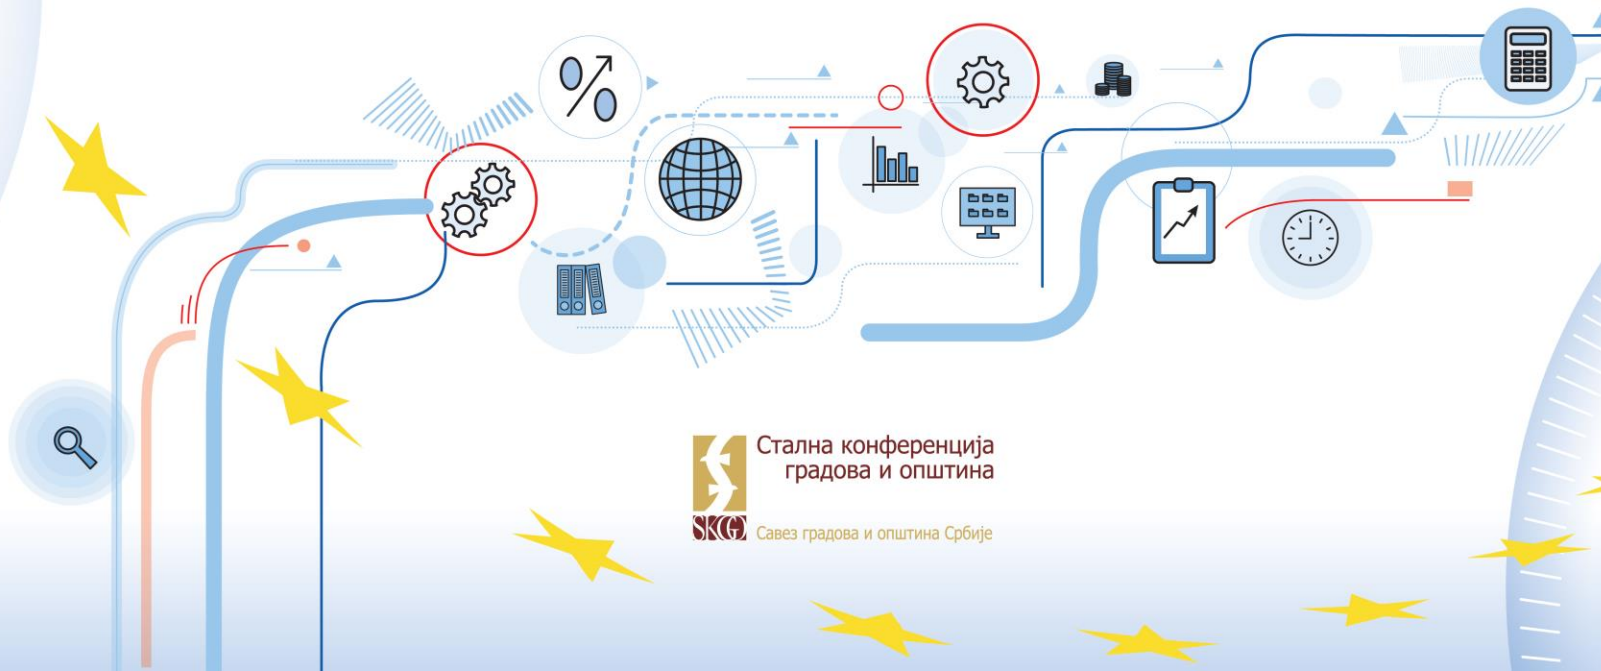 Стална конференција
градова и општина
SKGO
Савез градова и општина Србије